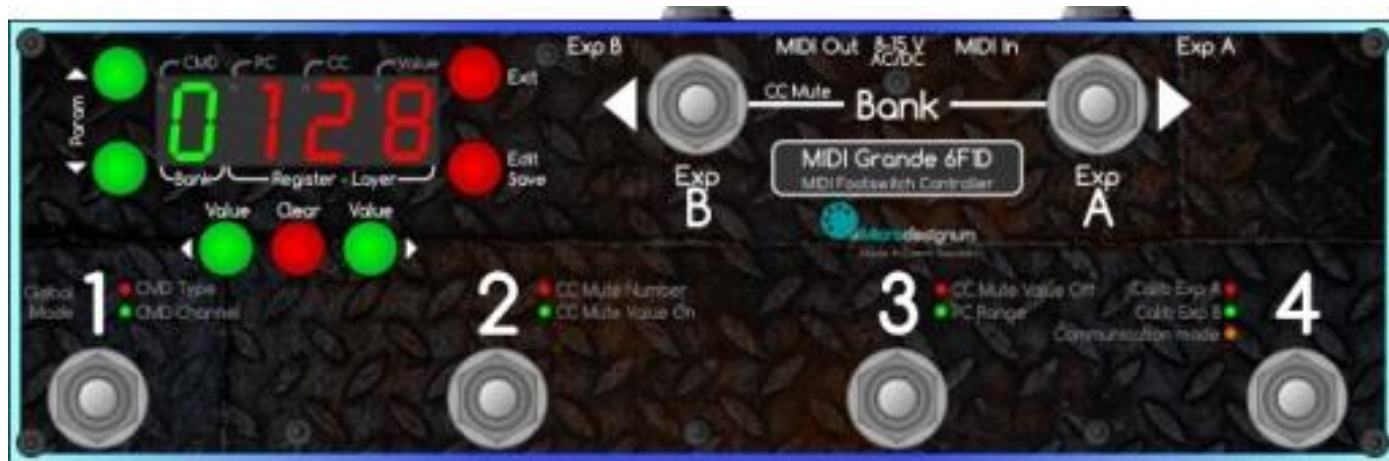 Exp B
MIDI Out
8-15 V
AC/DC
MIDI In
Exp A
CMD
PC
CC
Value
Exit
Param
0128
CC Mute
Bank
Edit
Save
Bank
Register - Layer
MIDI Grande 6F1D
MIDI Footswitch Controller
Exp
B
Exp
A
Value
Clear
Value
Microdesignum
Global
Mode
1
CMD Type
CMD Channel
2
CC Mute Number
CC Mute Value On
3
CC Mute Value Off
PC Range
Calib Exp A
Calib Exp B
Communication mode
4